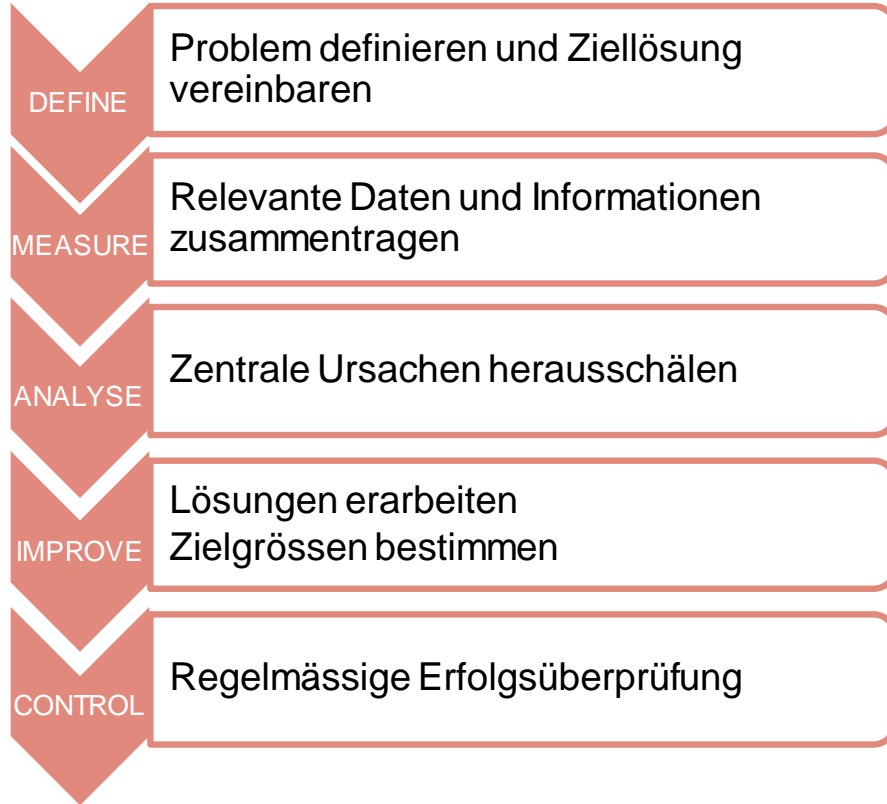 DEFINE
Problem definieren und Ziellösung
vereinbaren
MEASURE
Relevante Daten und Informationen
zusammentragen
ANALYSE
Zentrale Ursachen herausschälen
IMPROVE
Lösungen erarbeiten
Zielgrössen bestimmen
CONTROL
Regelmässige Erfolgsüberprüfung